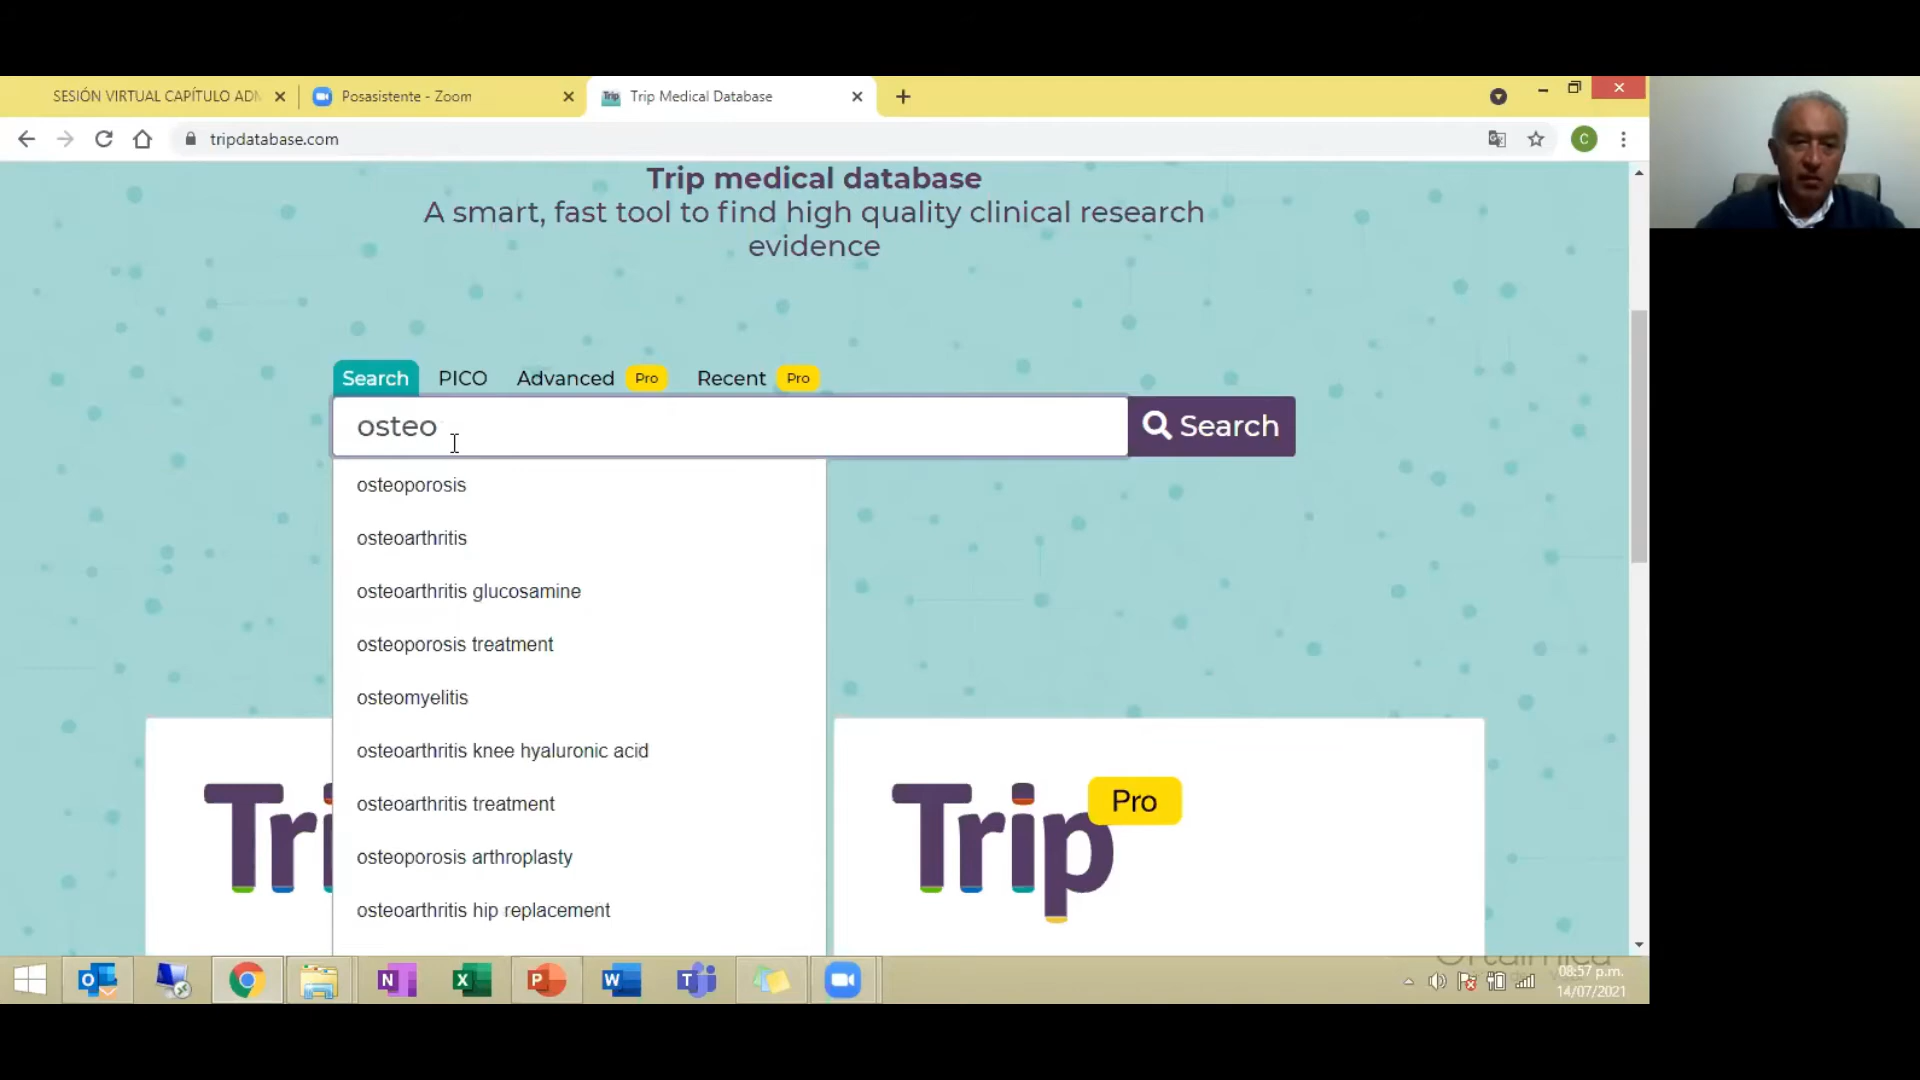 SESIÓN VIRTUAL CAPÍTULO ADM
Posasistente - Zoom
Trip Medical Database
tripdatabase.com
C
Trip medical database
A smart, fast tool to find high quality clinical research
evidence
Search PICO Advanced Pro Recent Pro
osteo
Search
osteoporosis
osteoarthritis
osteoarthritis glucosamine
osteoporosis treatment
osteomyelitis
osteoarthritis knee hyaluronic acid
osteoarthritis treatment
osteoporosis arthroplasty
osteoarthritis hip replacement
Tri
Trip Pro
08:57 p.m.
14/07/2021